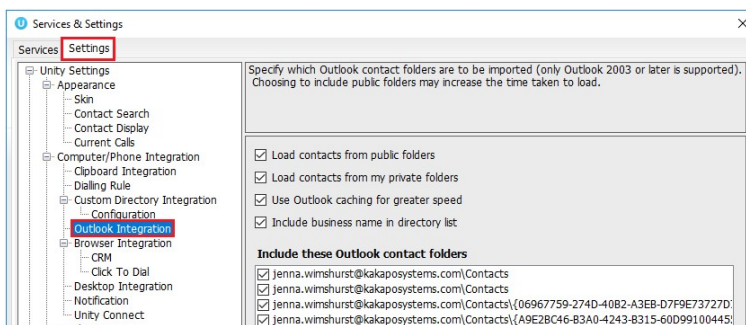 Services & Settings
Services Settings
Unity Settings
Appearance
Skin
Contact Search
Contact Display
Current Calls
Computer/Phone Integration
Clipboard Integration
Dialling Rule
Custom Directory Integration
Configuration
Outlook Integration
Browser Integration
CRM
Click To Dial
Desktop Integration
Notification
Unity Connect
Specify which Outlook contact folders are to be imported (only Outlook 2003 or later is supported).
Choosing to include public folders may increase the time taken to load.
Load contacts from public folders
Load contacts from my private folders
Use Outlook caching for greater speed
Include business name in directory list
Include these Outlook contact folders
jenna.wimshurst@kakaposystems.com\Contacts
jenna.wimshurst@kakaposystems.com\Contacts
jenna.wimshurst@kakaposystems.com\Contacts\{06967759-274D-40B2-A3EB-D7F9E73727D
jenna.wimshurst@kakaposystems.com\Contacts\{A9E2BC46-B3A0-4243-B315-60D99100445